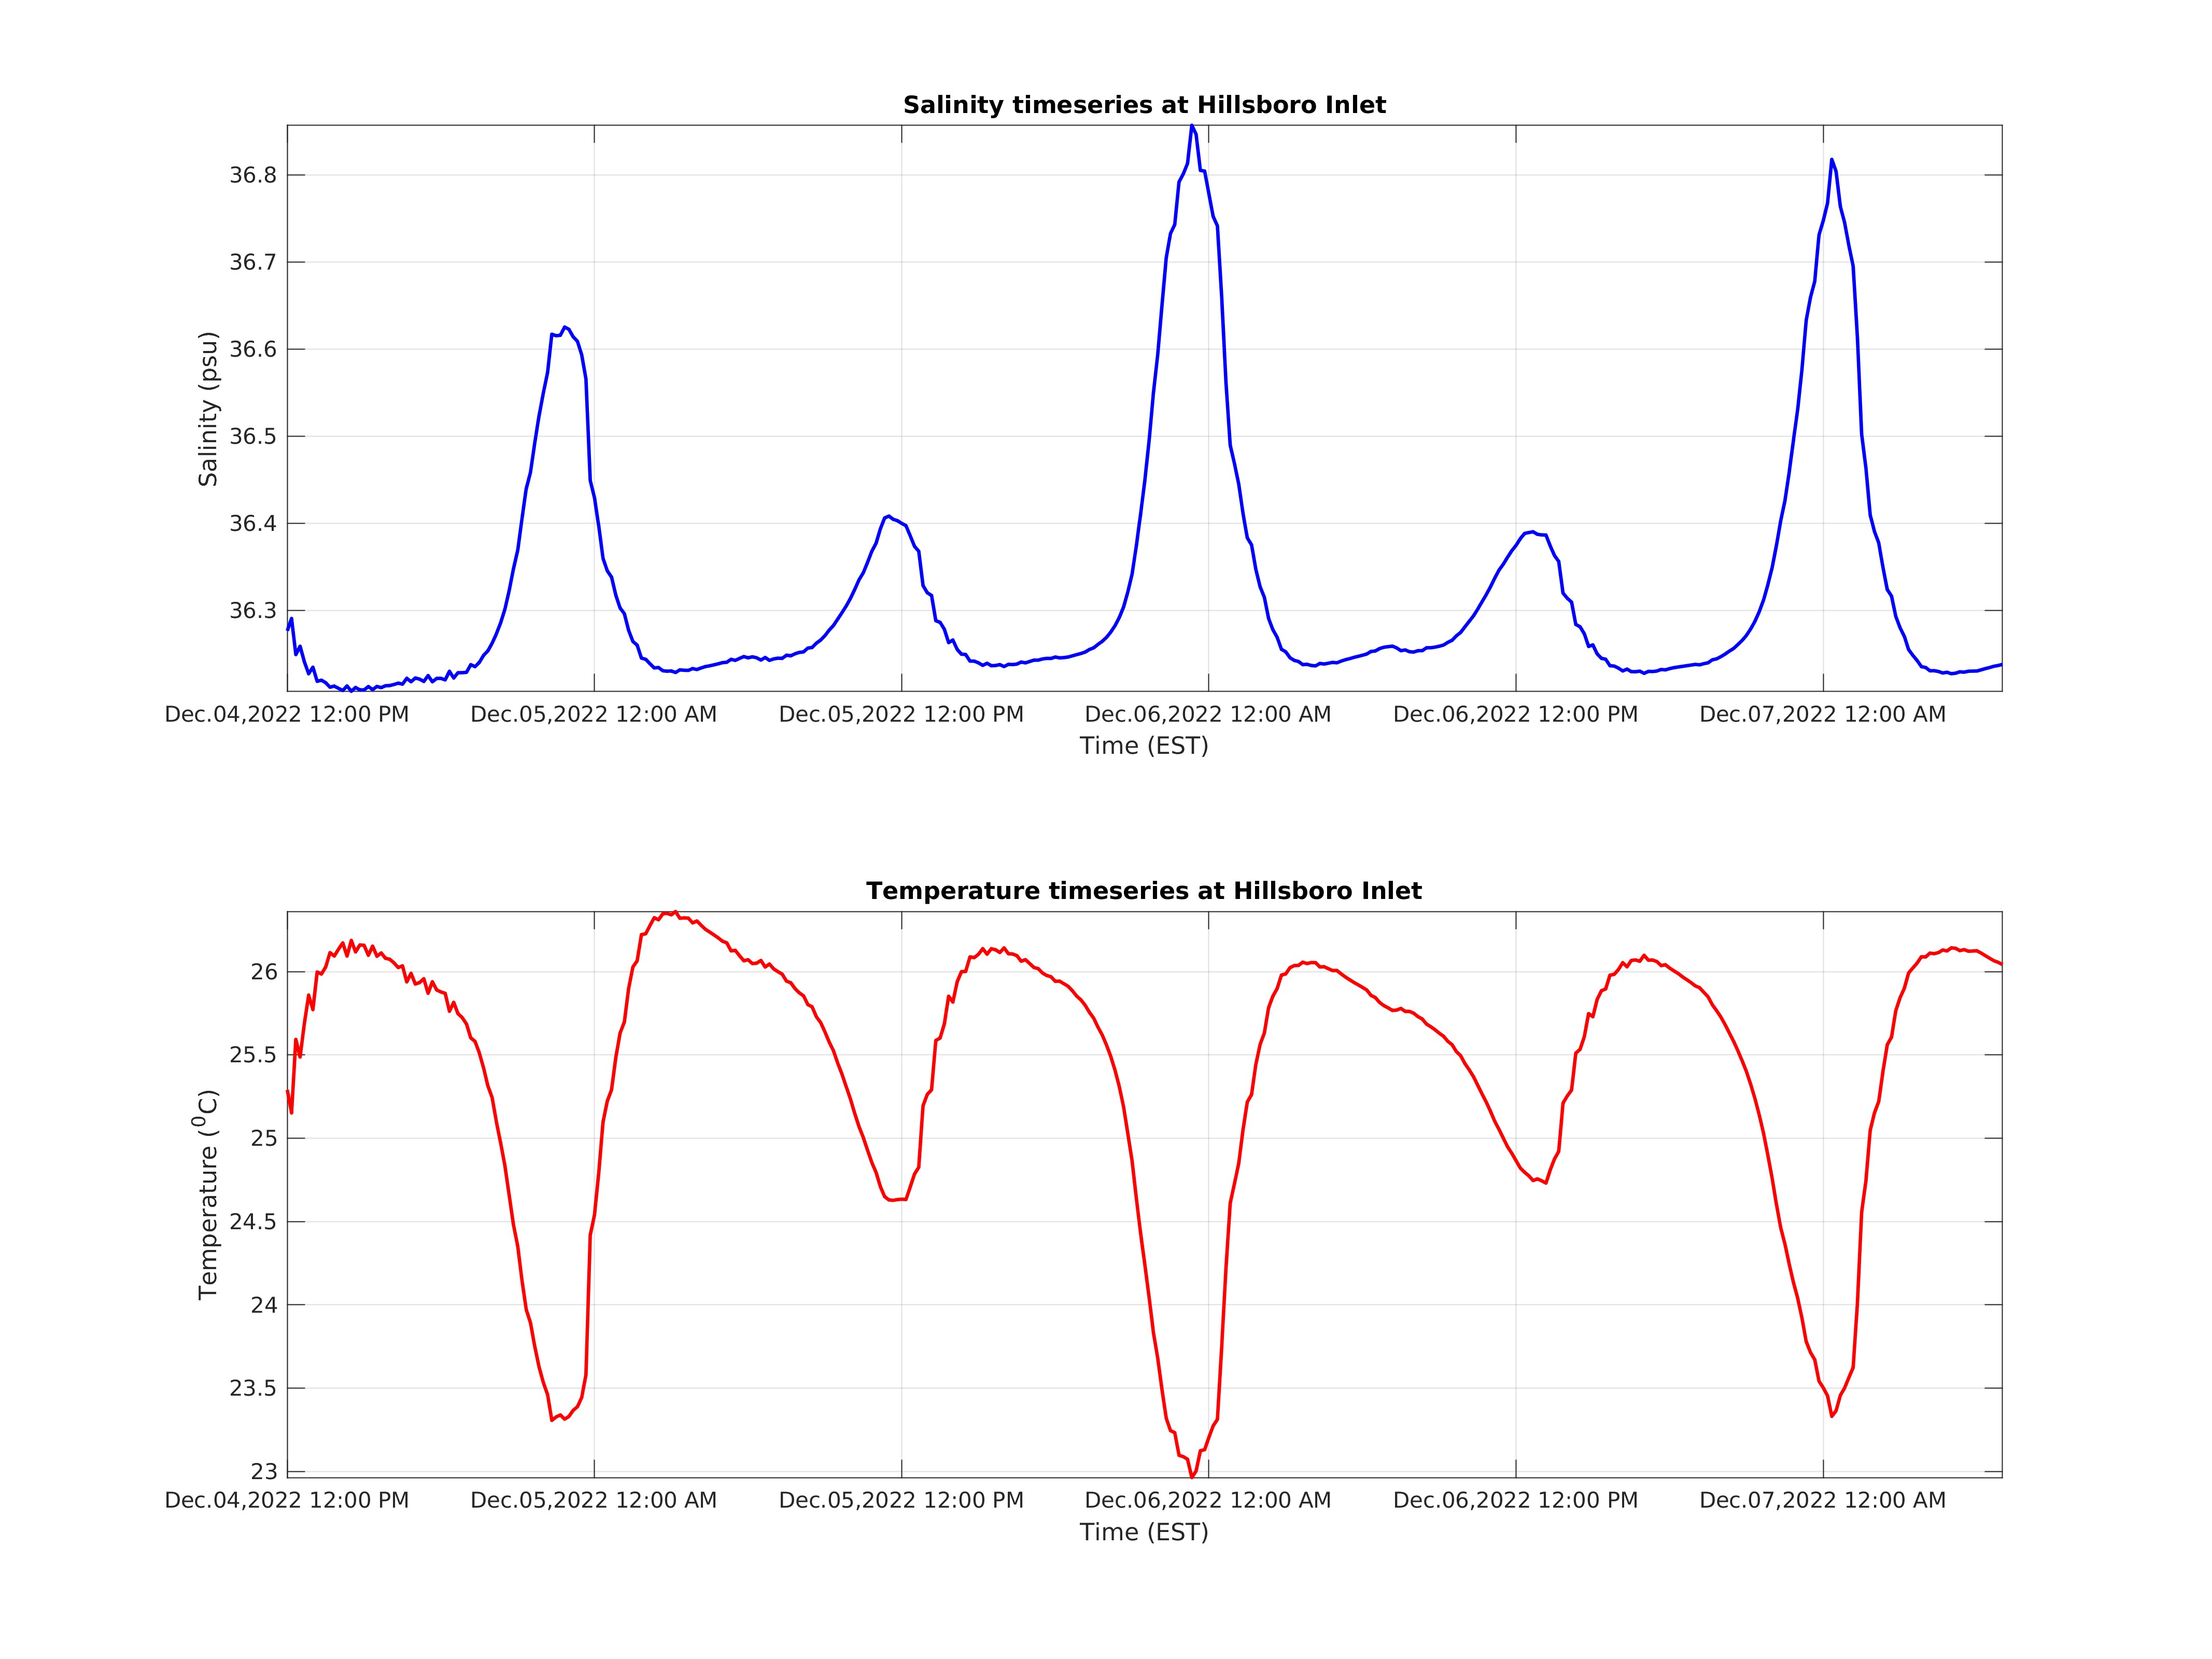 Salinity timeseries at Hillsboro Inlet
36.8
36.7
36.6
36.5
36.4
36.3
Salinity (psu)
Dec.04,2022 12:00 PM Dec.05,2022 12:00 AM Dec.05,2022 12:00 PM Dec.06,2022 12:00 AM Dec.06,2022 12:00 PM Dec.07,2022 12:00 AM
Time (EST)
Temperature timeseries at Hillsboro Inlet
26
25.5
25
24.5
24
23.5
23
Temperature (⁰C)
Dec.04,2022 12:00 PM Dec.05,2022 12:00 AM Dec.05,2022 12:00 PM Dec.06,2022 12:00 AM Dec.06,2022 12:00 PM Dec.07,2022 12:00 AM
Time (EST)